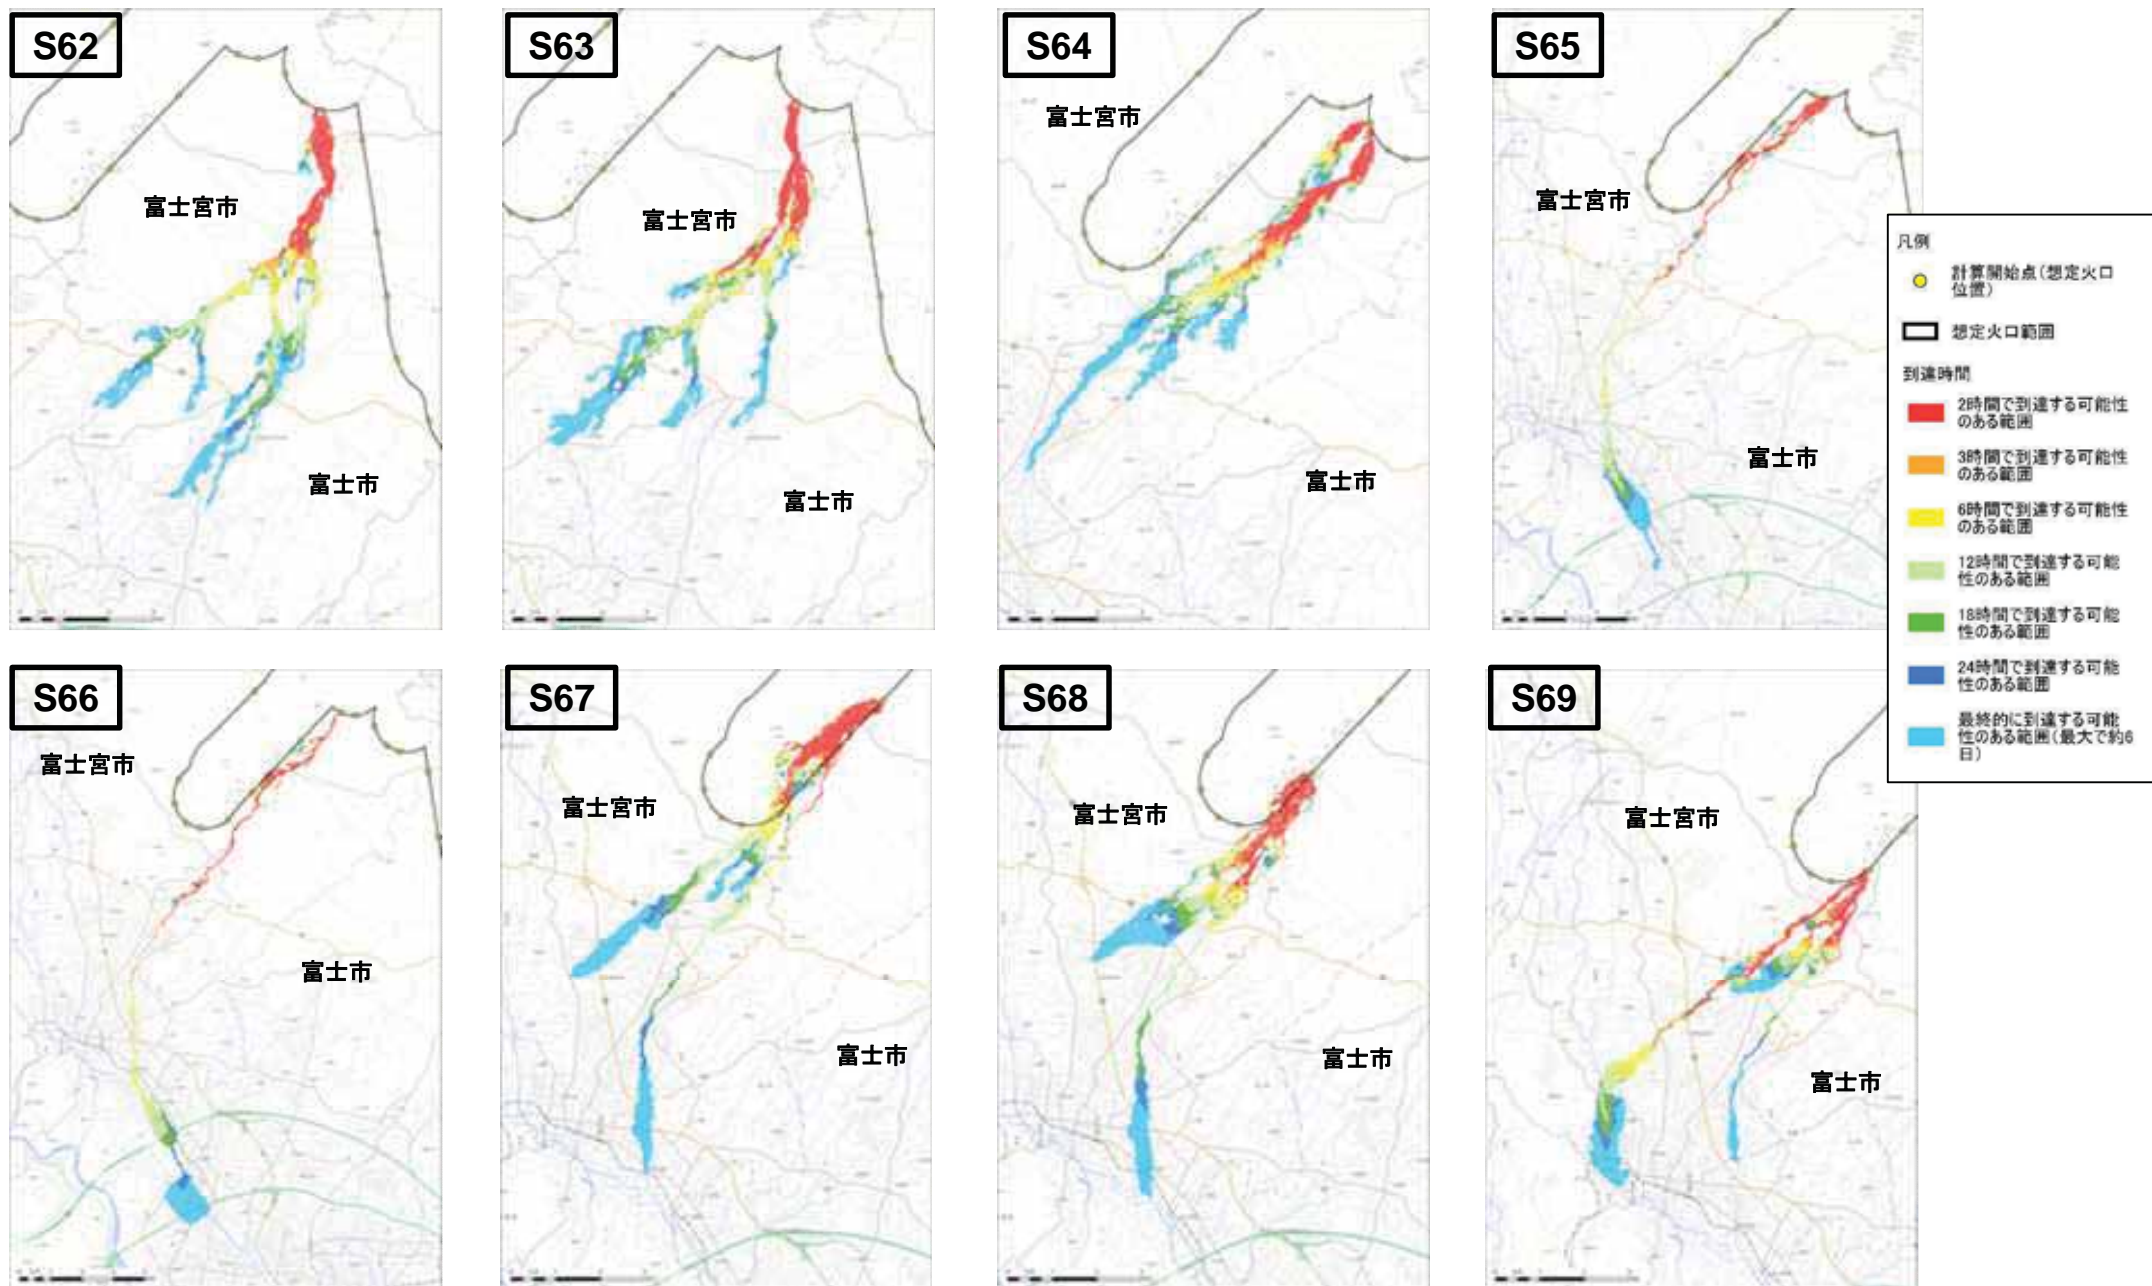 S62
富士宮市
富士市
S63
富士宮市
富士市
S64
富士宮市
富士市
S65
富士宮市
富士市
凡例
計算開始点(想定火口
位置)
想定火口範囲
到達時間
2時間で到達する可能性
のある範囲
3時間で到達する可能性
のある範囲
6時間で到達する可能性
のある範囲
12時間で到達する可能
性のある範囲
18時間で到達する可能
性のある範囲
24時間で到達する可能
性のある範囲
最終的に到達する可能
性のある範囲(最大で約6
日)
S66
富士宮市
富士市
S67
富士宮市
富士市
S68
富士宮市
富士市
S69
富士宮市
富士市